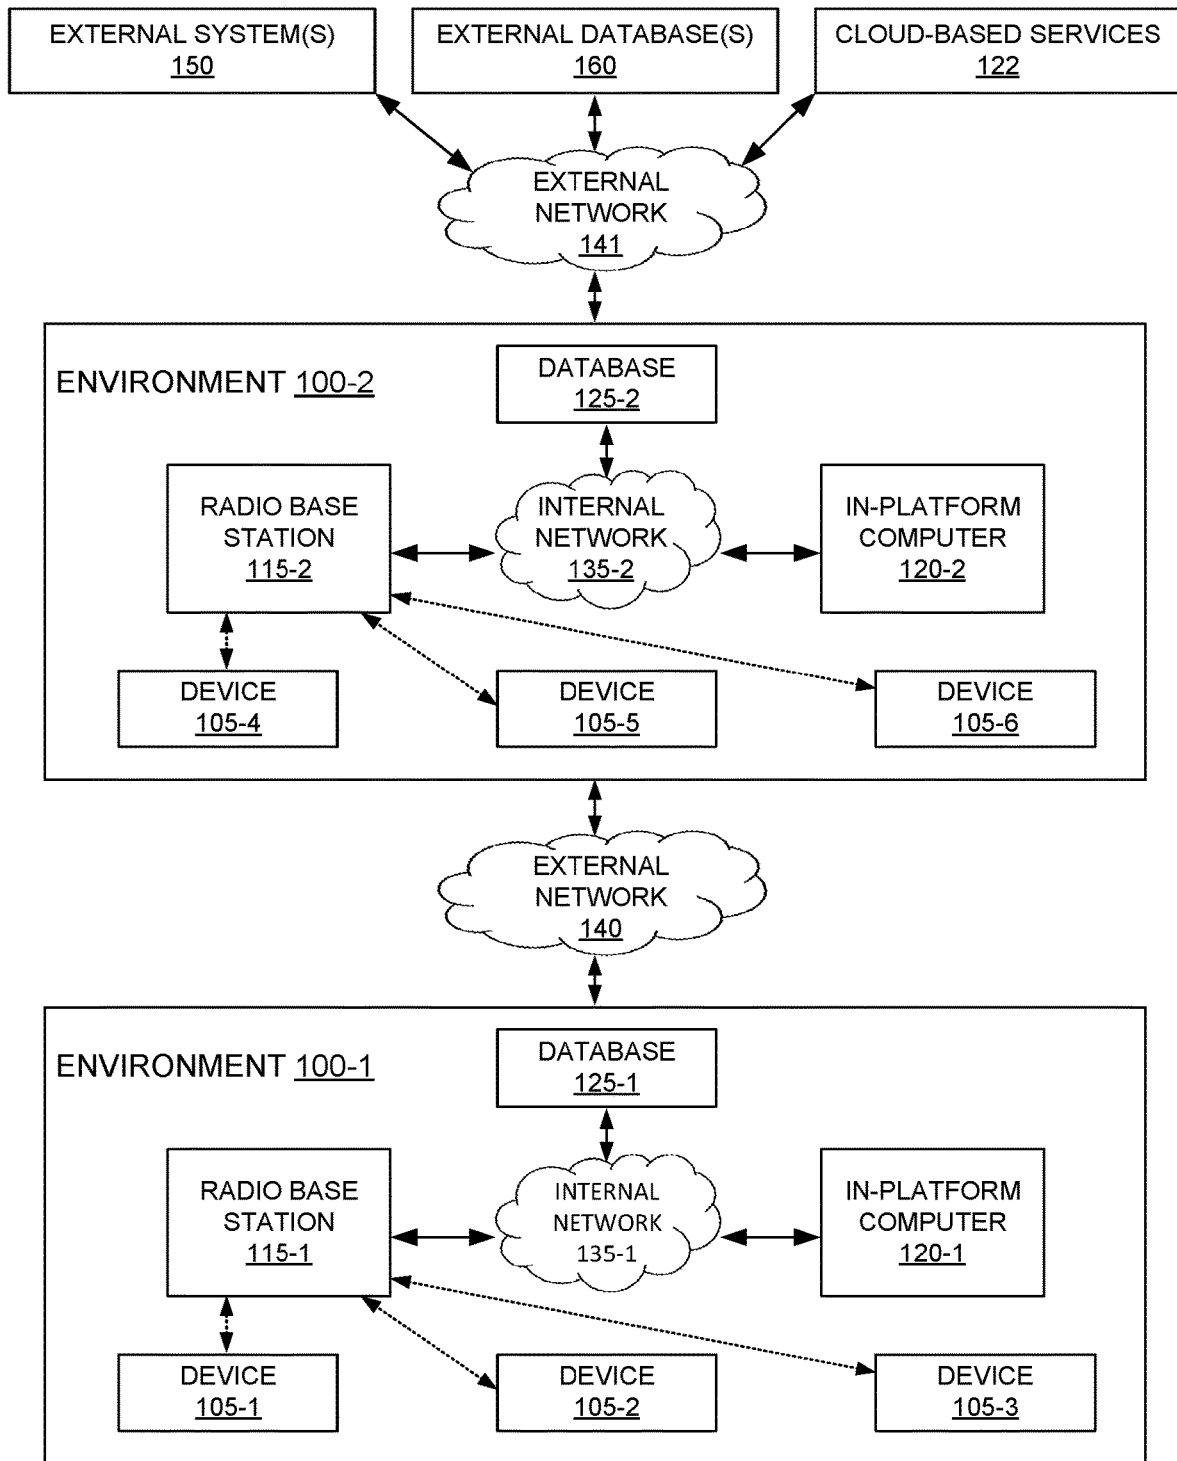 EXTERNAL SYSTEM(S)
150
EXTERNAL DATABASE(S)
160
CLOUD-BASED SERVICES
122
EXTERNAL
NETWORK
141
ENVIRONMENT 100-2
DATABASE
125-2
RADIO BASE
STATION
115-2
INTERNAL
NETWORK
135-2
IN-PLATFORM
COMPUTER
120-2
DEVICE
105-4
DEVICE
105-5
DEVICE
105-6
EXTERNAL
NETWORK
140
ENVIRONMENT 100-1
DATABASE
125-1
RADIO BASE
STATION
115-1
INTERNAL
NETWORK
135-1
IN-PLATFORM
COMPUTER
120-1
DEVICE
105-1
DEVICE
105-2
DEVICE
105-3